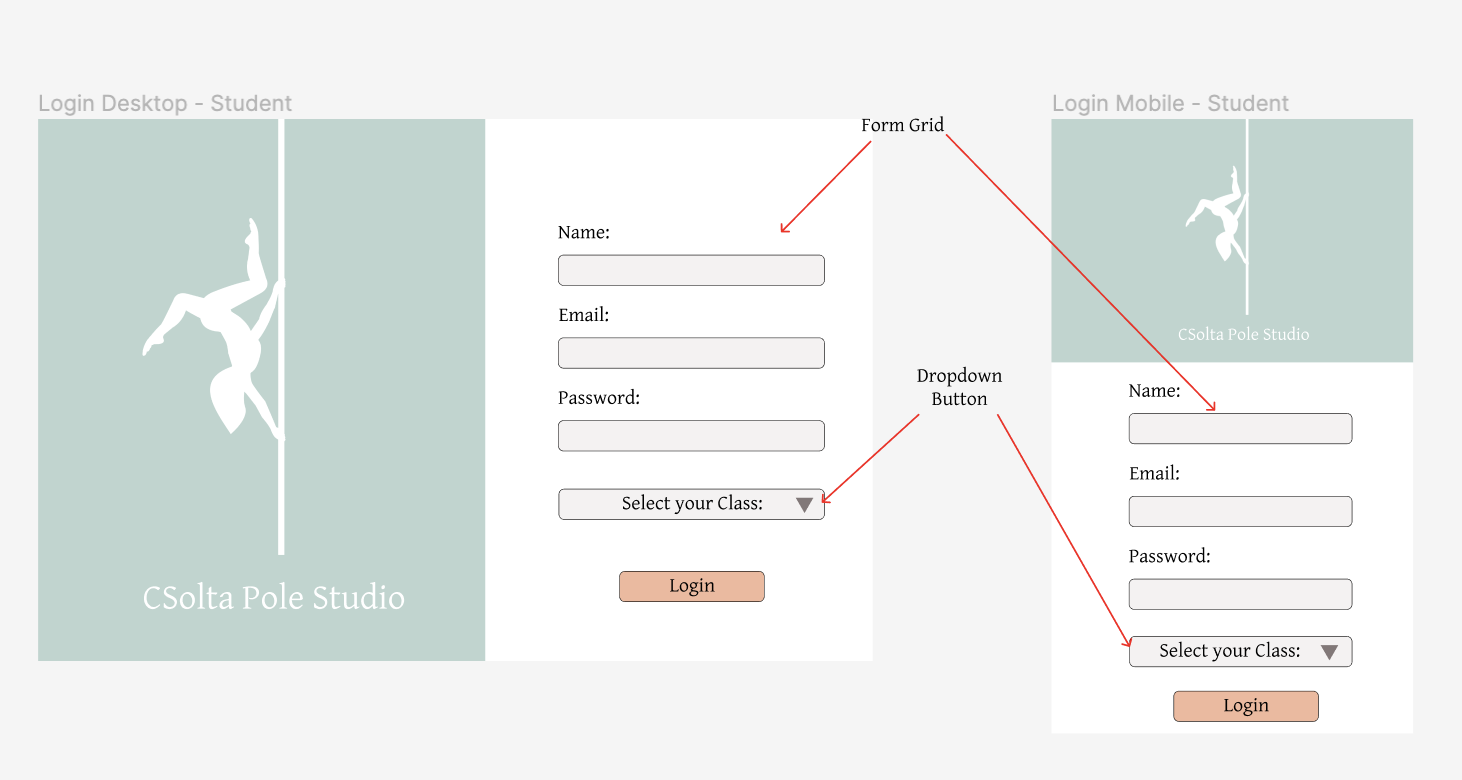 Login Desktop - Student
CSolta Pole Studio
Name:
Email:
Password:
Select your Class:
Login
Form Grid
Dropdown
Button
Login Mobile - Student
CSolta Pole Studio
Name:
Email:
Password:
Select your Class:
Login